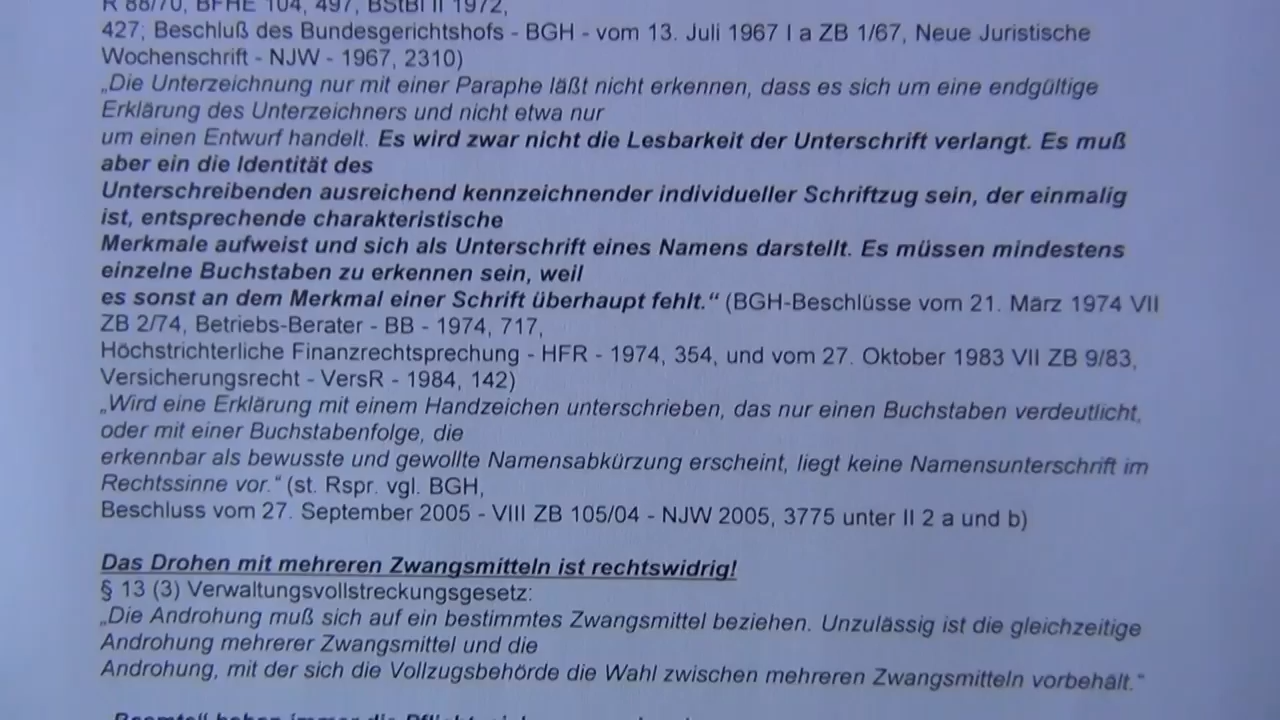 R 88/70, BFHE 104, 497, BStBl II 1972,
427; Beschluß des Bundesgerichtshofs - BGH - vom 13. Juli 1967 I a ZB 1/67, Neue Juristische
Wochenschrift - NJW - 1967, 2310)
„Die Unterzeichnung nur mit einer Paraphe läßt nicht erkennen, dass es sich um eine endgültige
Erklärung des Unterzeichners und nicht etwa nur
um einen Entwurf handelt. Es wird zwar nicht die Lesbarkeit der Unterschrift verlangt. Es muß
aber ein die Identität des
Unterschreibenden ausreichend kennzeichnender individueller Schriftzug sein, der einmalig
ist, entsprechende charakteristische
Merkmale aufweist und sich als Unterschrift eines Namens darstellt. Es müssen mindestens
einzelne Buchstaben zu erkennen sein, weil
es sonst an dem Merkmal einer Schrift überhaupt fehlt.“ (BGH-Beschlüsse vom 21. März 1974 VII
ZB 2/74, Betriebs-Berater - BB - 1974, 717,
Höchstrichterliche Finanzrechtsprechung - HFR - 1974, 354, und vom 27. Oktober 1983 VII ZB 9/83,
Versicherungsrecht - VersR - 1984, 142)
„Wird eine Erklärung mit einem Handzeichen unterschrieben, das nur einen Buchstaben verdeutlicht,
oder mit einer Buchstabenfolge, die
erkennbar als bewusste und gewollte Namensabkürzung erscheint, liegt keine Namensunterschrift im
Rechtssinne vor.“ (st. Rspr. vgl. BGH,
Beschluss vom 27. September 2005 - VIII ZB 105/04 - NJW 2005, 3775 unter II 2 a und b)
Das Drohen mit mehreren Zwangsmitteln ist rechtswidrig!
§ 13 (3) Verwaltungsvollstreckungsgesetz:
„Die Androhung muß sich auf ein bestimmtes Zwangsmittel beziehen. Unzulässig ist die gleichzeitige
Androhung mehrerer Zwangsmittel und die
Androhung, mit der sich die Vollzugsbehörde die Wahl zwischen mehreren Zwangsmitteln vorbehält.“
haben immer die